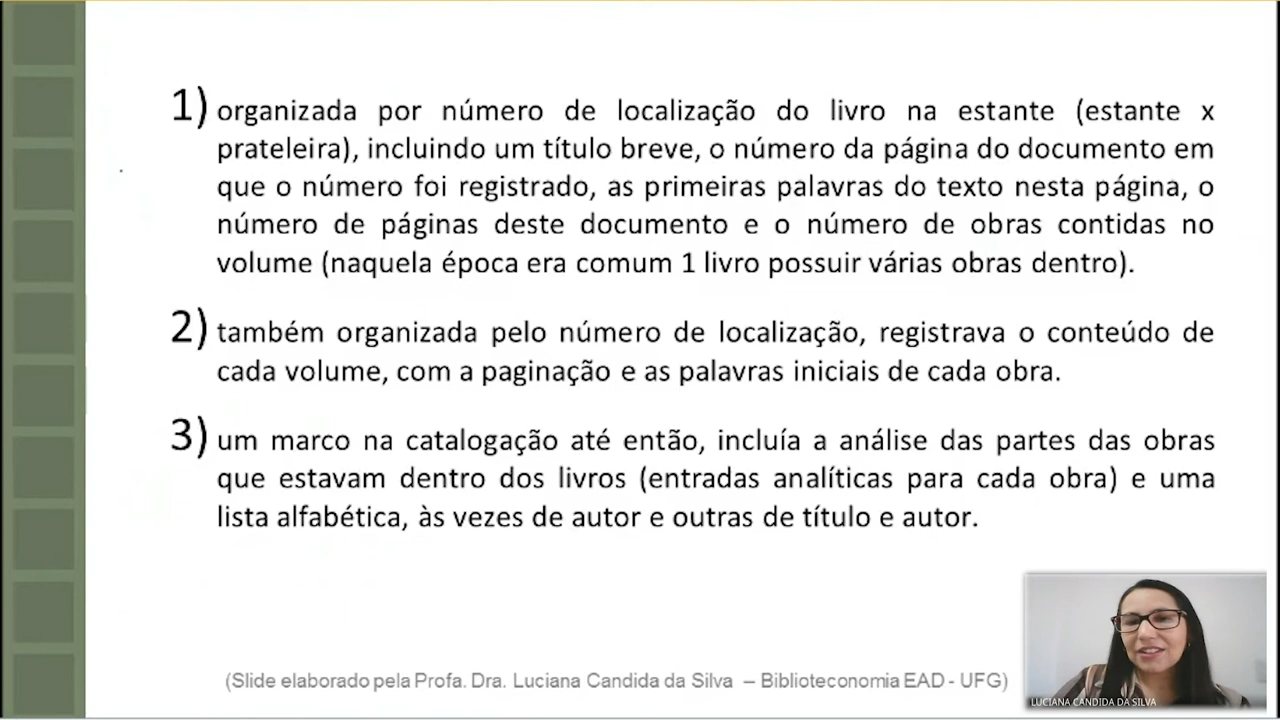 1) organizada por número de localização do livro na estante (estante x
prateleira), incluindo um título breve, o número da página do documento em
que o número foi registrado, as primeiras palavras do texto nesta página, o
número de páginas deste documento e o número de obras contidas no
volume (naquela época era comum 1 livro possuir várias obras dentro).
2) também organizada pelo número de localização, registrava o conteúdo de
cada volume, com a paginação e as palavras iniciais de cada obra.
3) um marco na catalogação até então, incluía a análise das partes das obras
que estavam dentro dos livros (entradas analíticas para cada obra) e uma
lista alfabética, às vezes de autor e outras de título e autor.
(Slide elaborado pela Profa. Dra. Luciana Candida da Silva – Biblioteconomia EAD - UFG)
LUCIANA CANDIDA DA SILVA